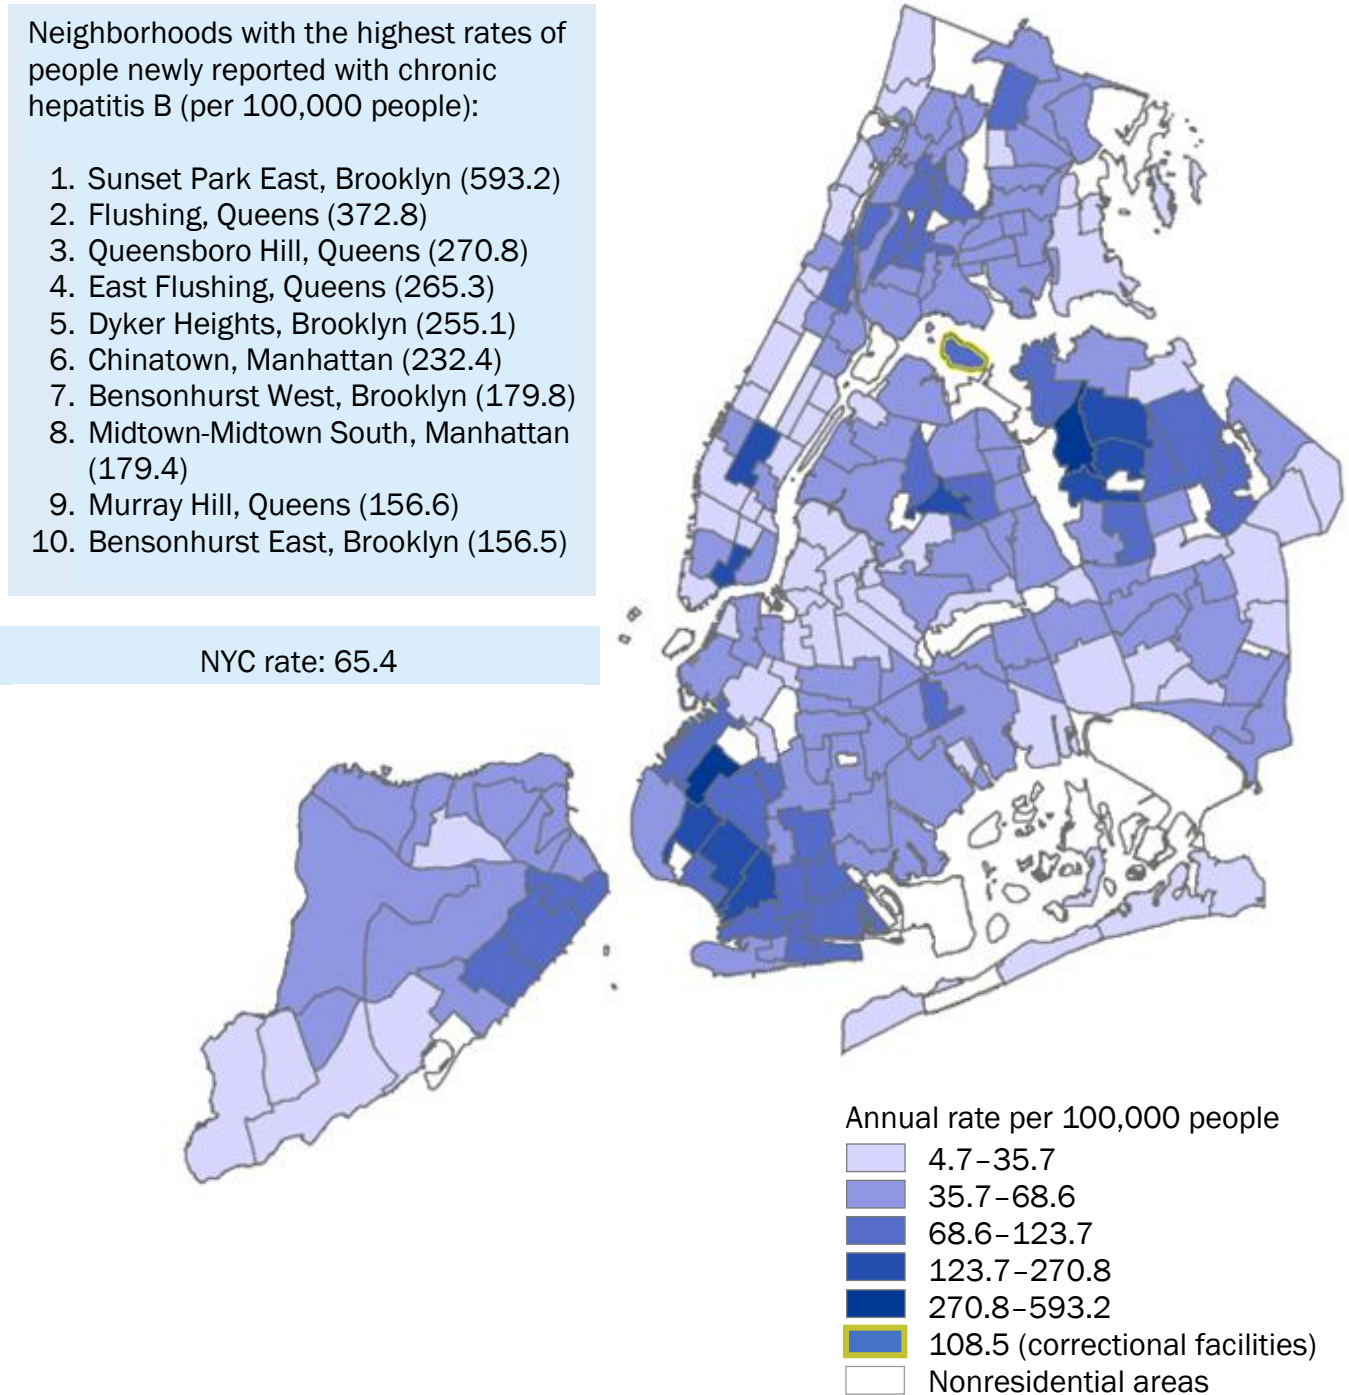 Neighborhoods with the highest rates of
people newly reported with chronic
hepatitis B (per 100,000 people):
1. Sunset Park East, Brooklyn (593.2)
2. Flushing, Queens (372.8)
3. Queensboro Hill, Queens (270.8)
4. East Flushing, Queens (265.3)
5. Dyker Heights, Brooklyn (255.1)
6. Chinatown, Manhattan (232.4)
7. Bensonhurst West, Brooklyn (179.8)
8. Midtown-Midtown South, Manhattan
(179.4)
9. Murray Hill, Queens (156.6)
10. Bensonhurst East, Brooklyn (156.5)
NYC rate: 65.4
Annual rate per 100,000 people
4.7–35.7
35.7–68.6
68.6–123.7
123.7–270.8
270.8–593.2
108.5 (correctional facilities)
Nonresidential areas